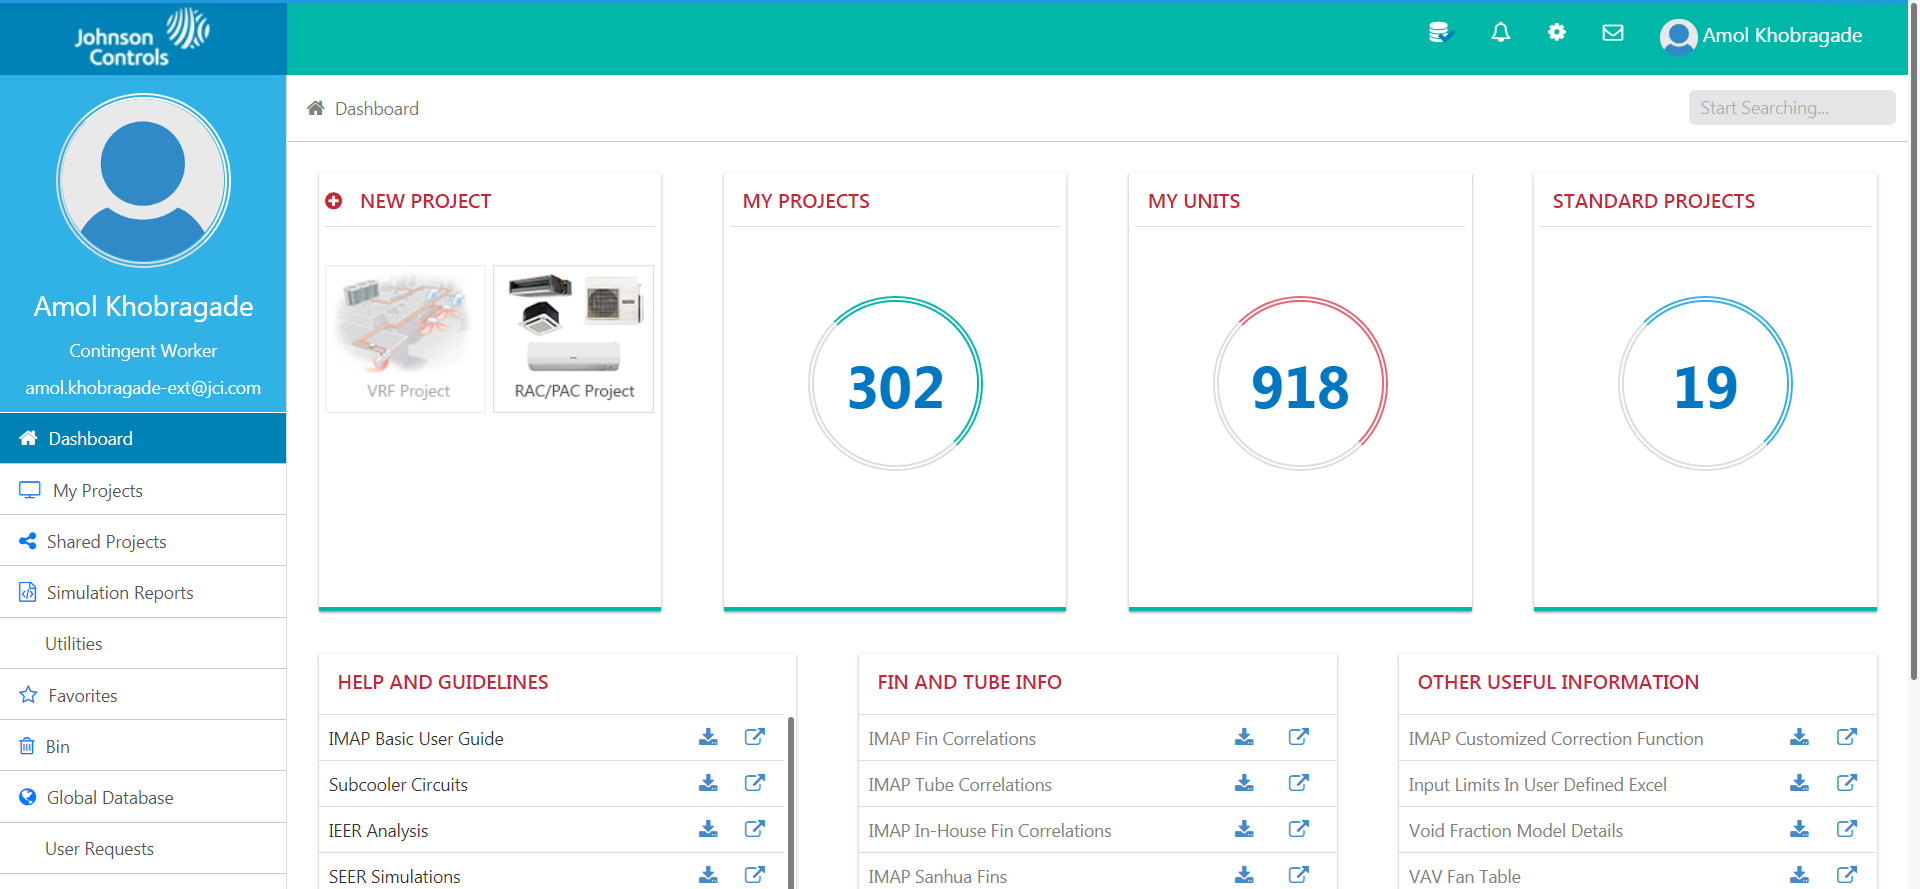 Johnson
Controls
Amol Khobragade
Amol Khobragade
Contingent Worker
amol.khobragade-ext@jci.com
Dashboard
My Projects
Shared Projects
Simulation Reports
Utilities
Favorites
Bin
Global Database
User Requests
Dashboard
Start Searching...
NEW PROJECT
VRF Project
RAC/PAC Project
MY PROJECTS
302
MY UNITS
918
STANDARD PROJECTS
19
HELP AND GUIDELINES
IMAP Basic User Guide
Subcooler Circuits
IEER Analysis
SEER Simulations
FIN AND TUBE INFO
IMAP Fin Correlations
IMAP Tube Correlations
IMAP In-House Fin Correlations
IMAP Sanhua Fins
OTHER USEFUL INFORMATION
IMAP Customized Correction Function
Input Limits In User Defined Excel
Void Fraction Model Details
VAV Fan Table